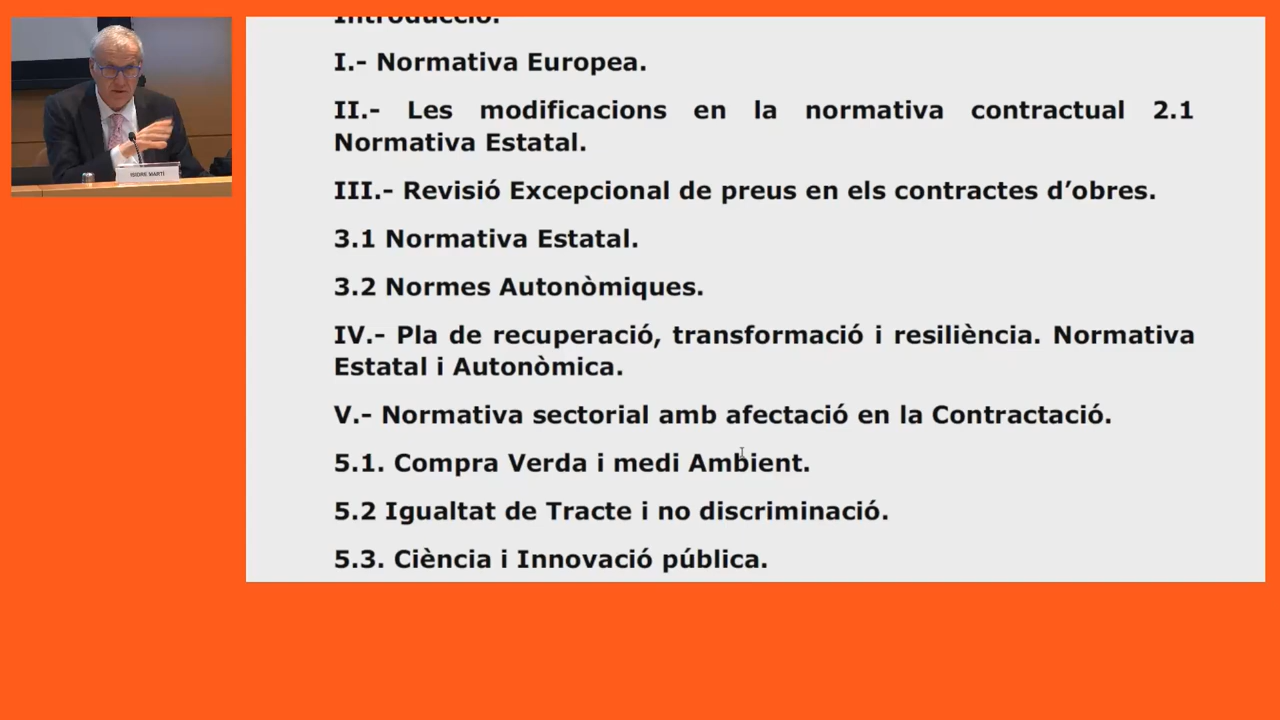 Introducció.
I.- Normativa Europea.
II.- Les modificacions en la normativa contractual 2.1
Normativa Estatal.
III.- Revisió Excepcional de preus en els contractes d’obres.
3.1 Normativa Estatal.
3.2 Normes Autonòmiques.
IV.- Pla de recuperació, transformació i resiliència. Normativa
Estatal i Autonòmica.
V.- Normativa sectorial amb afectació en la Contractació.
5.1. Compra Verda i medi Ambient.
5.2 Igualtat de Tracte i no discriminació.
5.3. Ciència i Innovació pública.
ISIDRE MARTÍ